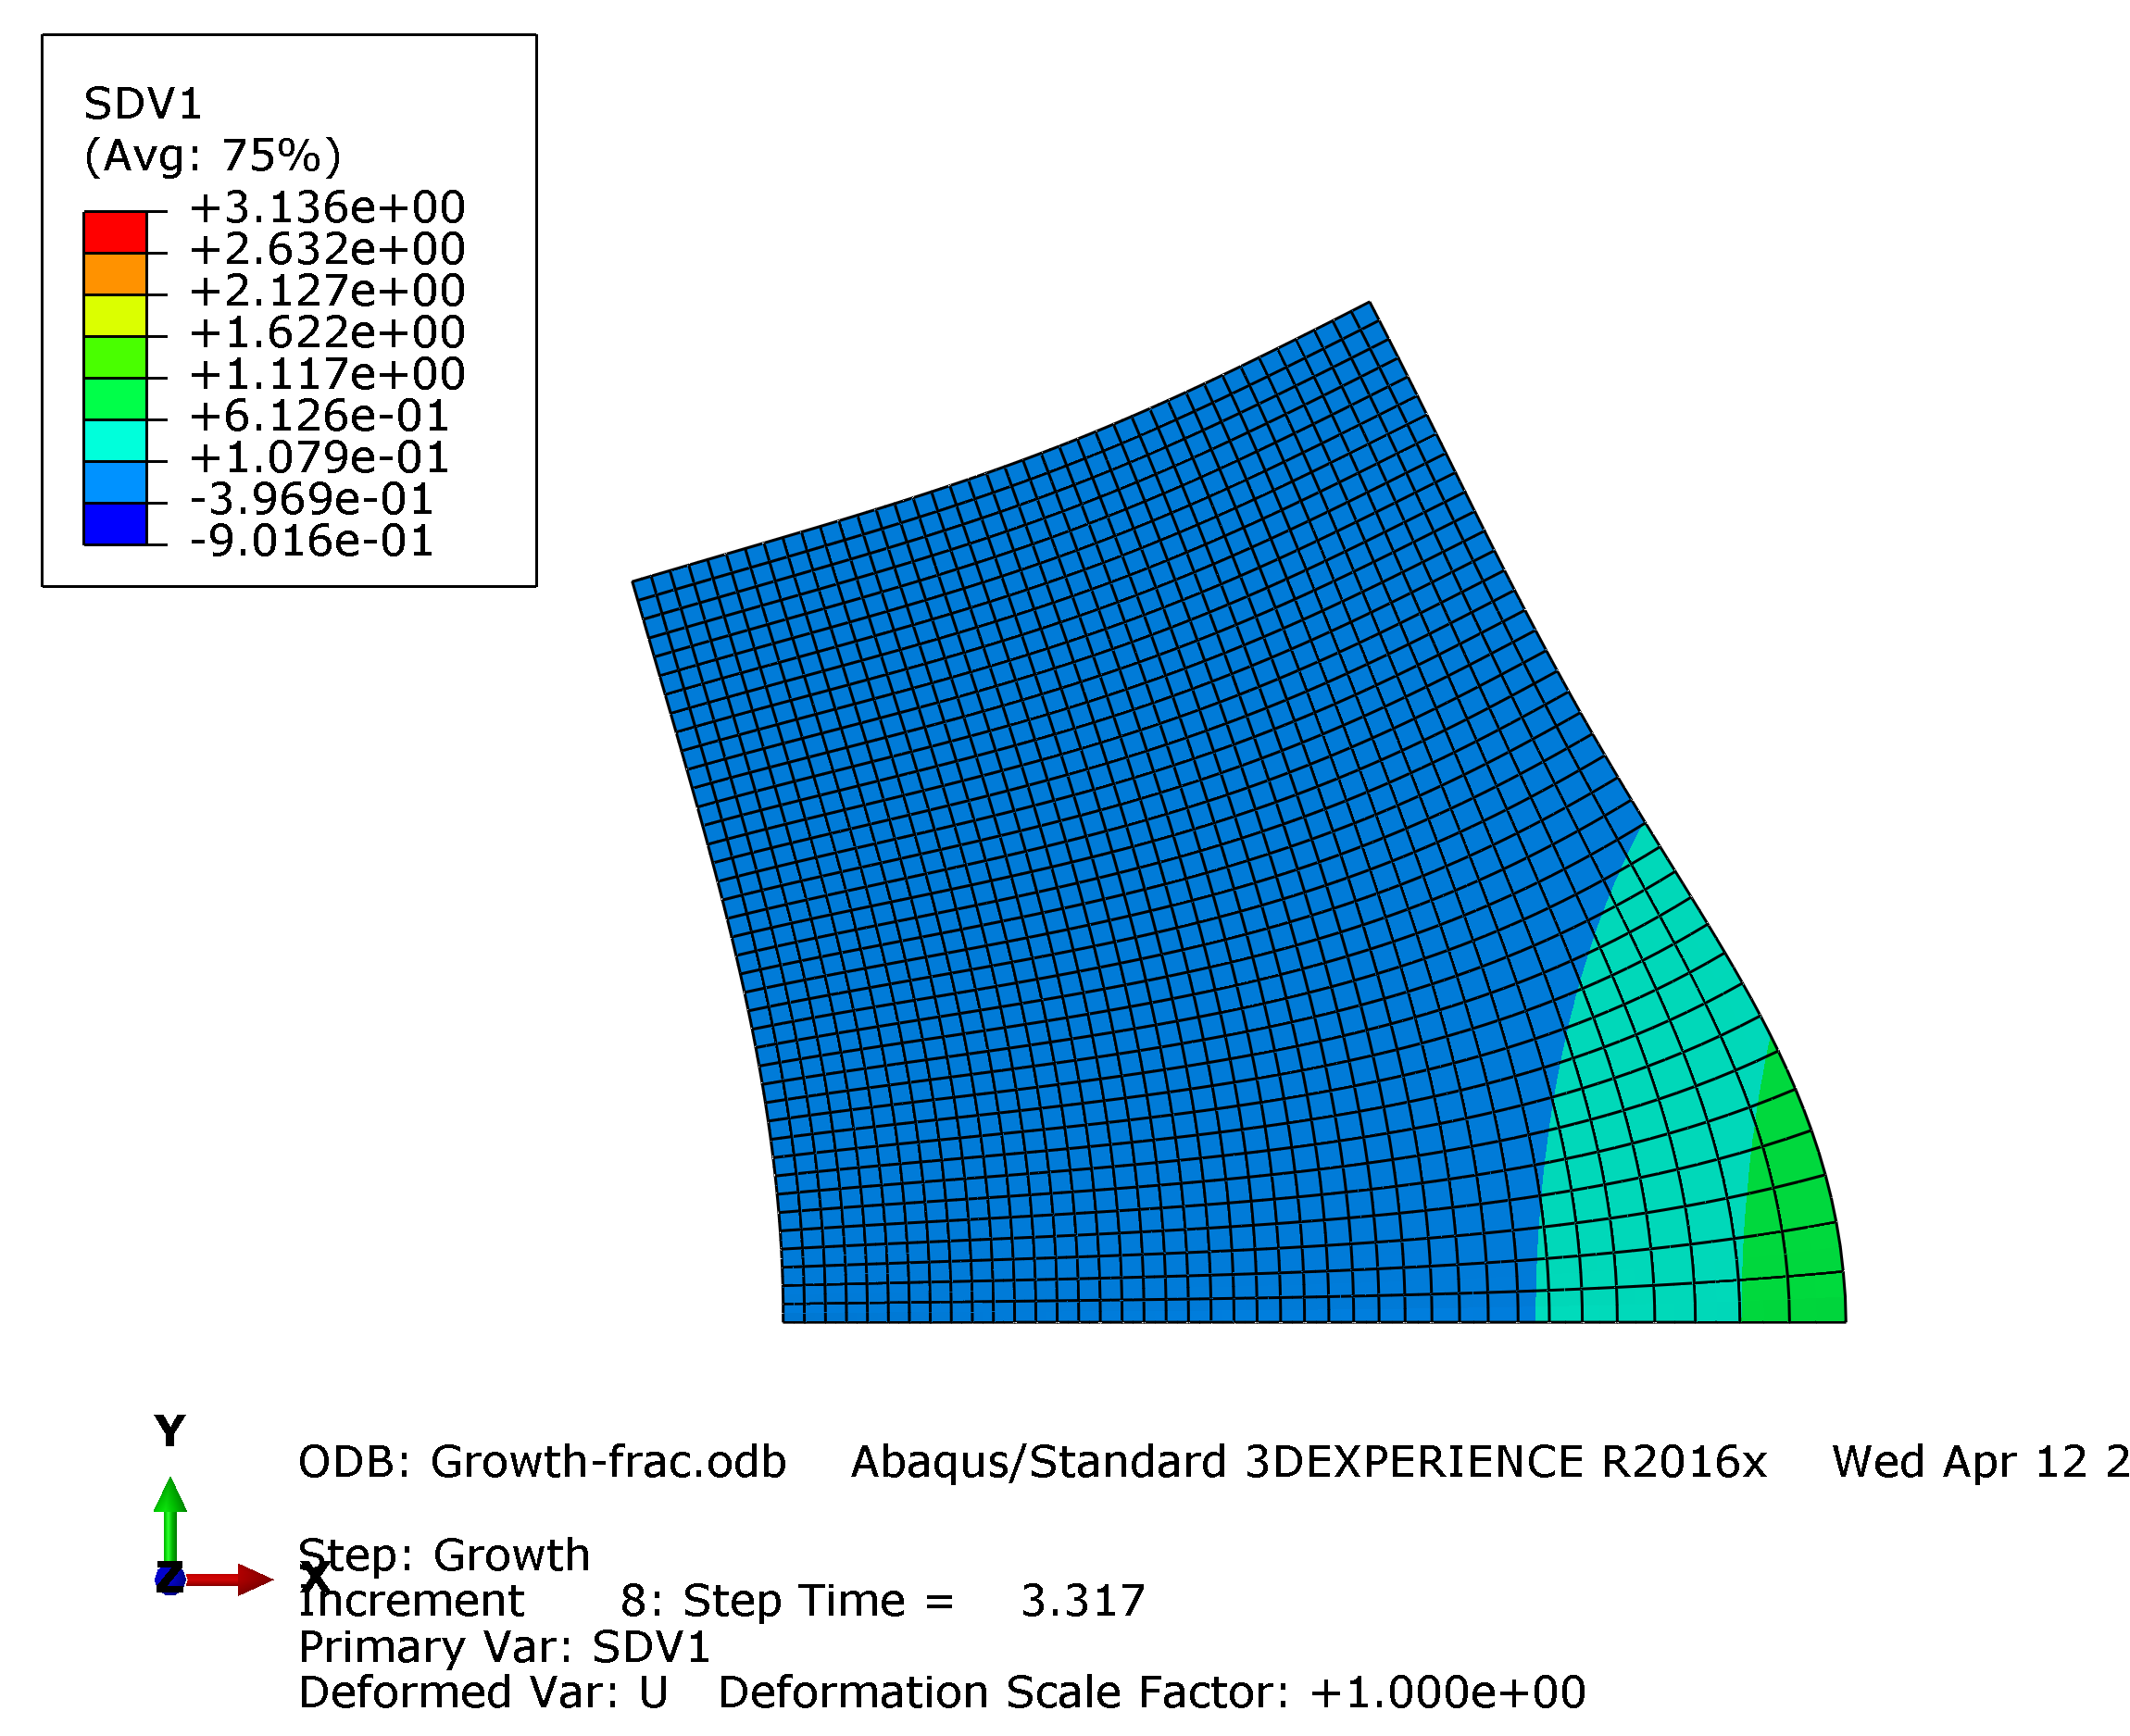 SDV1
(Avg: 75%)
+3.136e+00
+2.632e+00
+2.127e+00
+1.622e+00
+1.117e+00
+6.126e-01
+1.079e-01
-3.969e-01
-9.016e-01
Y
Z
X
ODB: Growth-frac.odb Abaqus/Standard 3DEXPERIENCE R2016x Wed Apr 12 2
Step: Growth
Increment 8: Step Time = 3.317
Primary Var: SDV1
Deformed Var: U Deformation Scale Factor: +1.000e+00